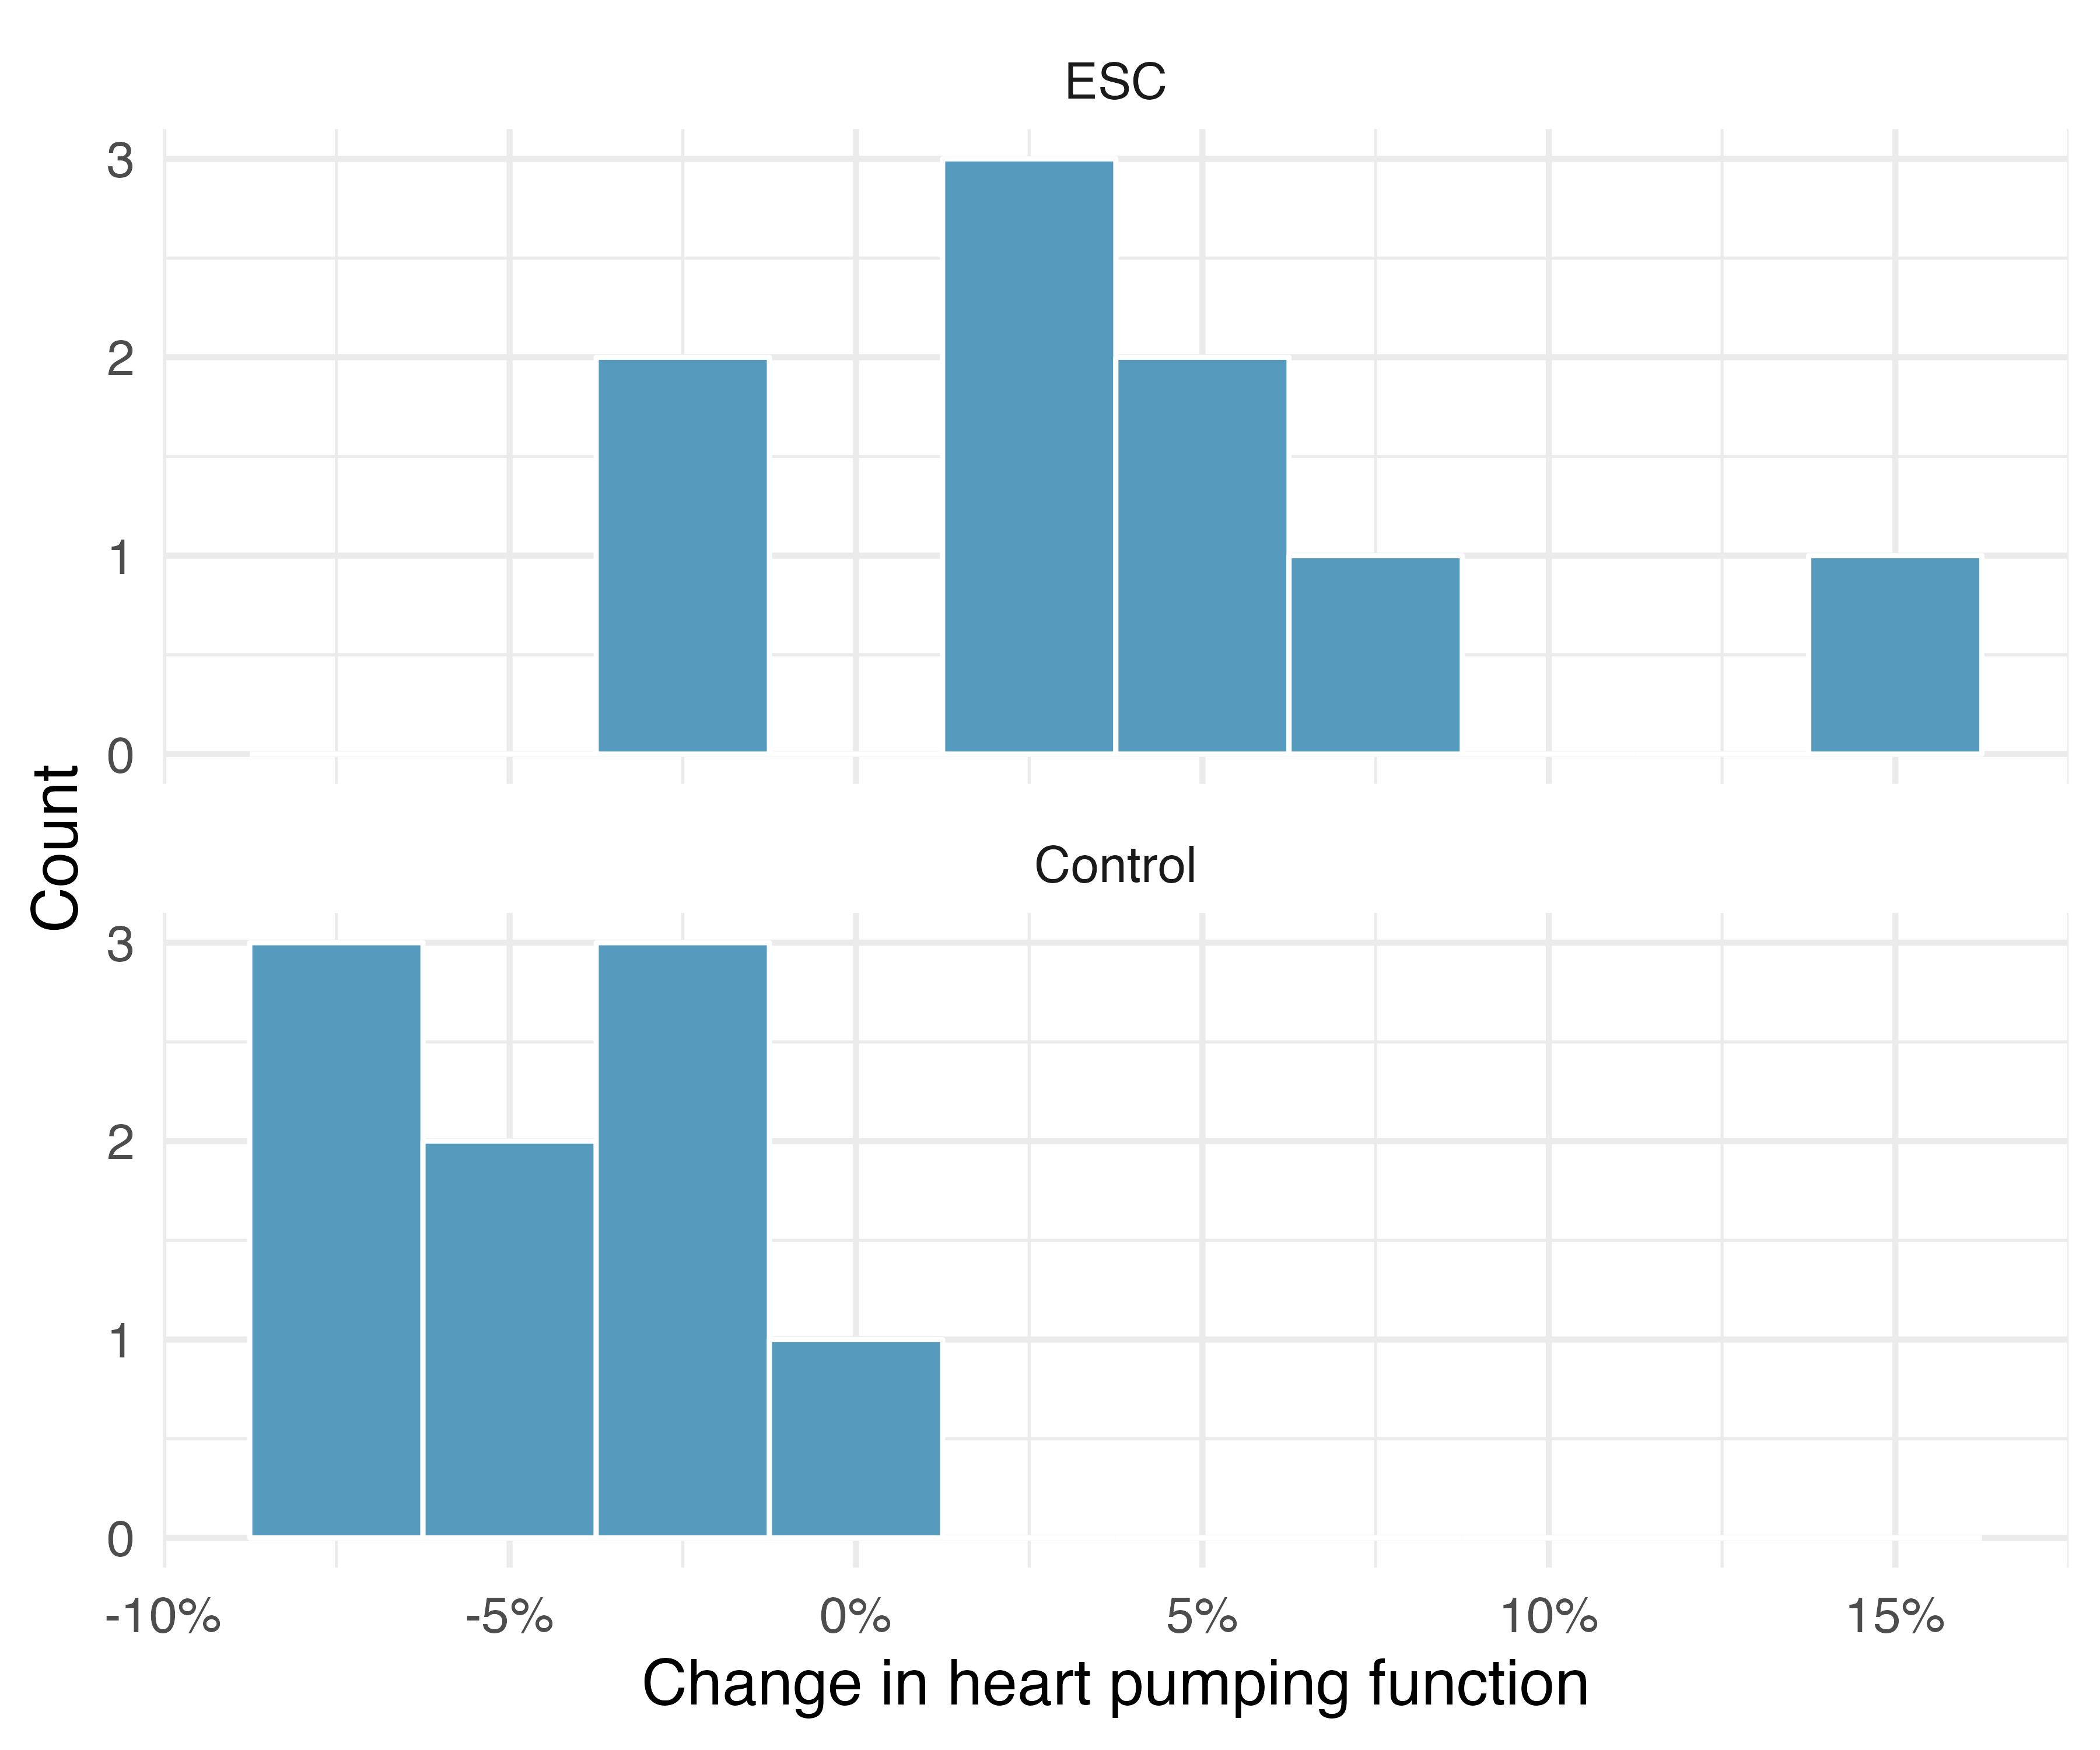 ESC
3
2
1
0
Count
Control
3
2
1
0
-10% -5% 0% 5% 10% 15%
Change in heart pumping function